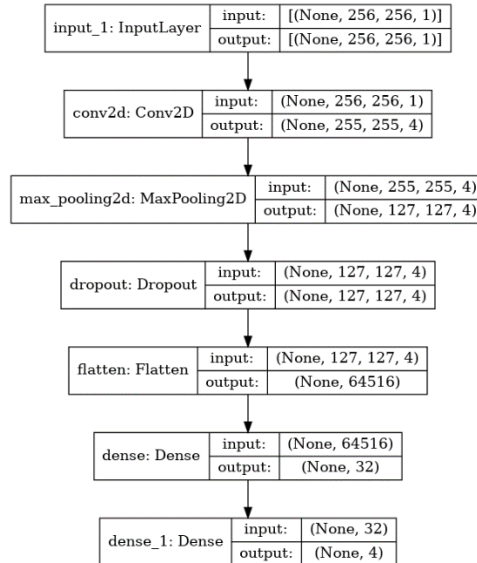 input_1: InputLayer input: [(None, 256, 256, 1)]
output: [(None, 256, 256, 1)]
conv2d: Conv2D input: (None, 256, 256, 1)
output: (None, 255, 255, 4)
max_pooling2d: MaxPooling2D input: (None, 255, 255, 4)
output: (None, 127, 127, 4)
dropout: Dropout input: (None, 127, 127, 4)
output: (None, 127, 127, 4)
flatten: Flatten input: (None, 127, 127, 4)
output: (None, 64516)
dense: Dense input: (None, 64516)
output: (None, 32)
dense_1: Dense input: (None, 32)
output: (None, 4)